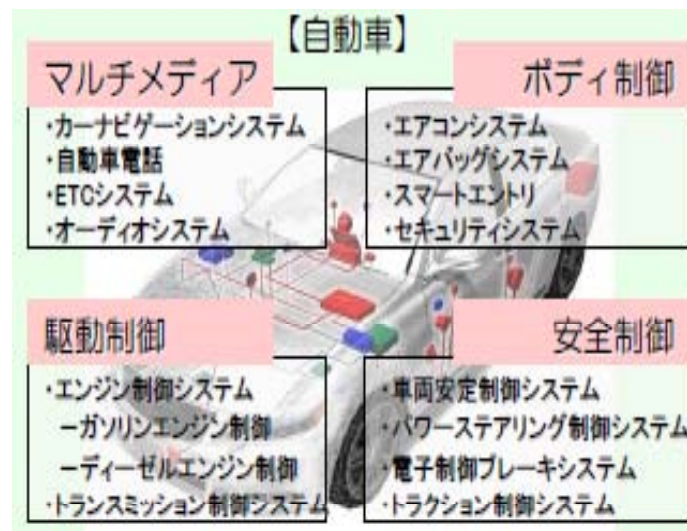 【自動車】
マルチメディア
・カーナビゲーションシステム
・自動車電話
・ETCシステム
・オーディオシステム
ボディ制御
・エアコンシステム
・エアバッグシステム
・スマートエントリ
・セキュリティシステム
駆動制御
・エンジン制御システム
－ガソリンエンジン制御
－ディーゼルエンジン制御
・トランスミッション制御システム
安全制御
・車両安定制御システム
・パワーステアリング制御システム
・電子制御ブレーキシステム
・トラクション制御システム